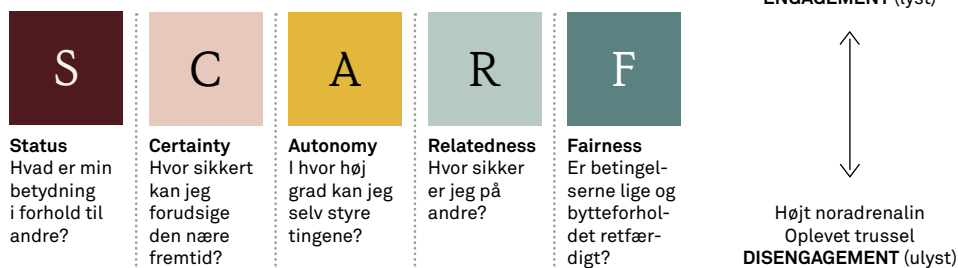 S
C
A
R
F
Status
Hvad er min
betydning
i forhold til
andre?
Certainty
Hvor sikkert
kan jeg
forudsige
den nære
fremtid?
Autonomy
I hvor høj
grad kan jeg
selv styre
tingene?
Relatedness
Hvor sikker
er jeg på
andre?
Fairness
Er betingel-
serne lige og
bytteforhol-
det retfær-
digt?
ENGAGEMENT (lyst)
Højt noradrenalin
Oplevet trussel
DISENGAGEMENT (ulyst)